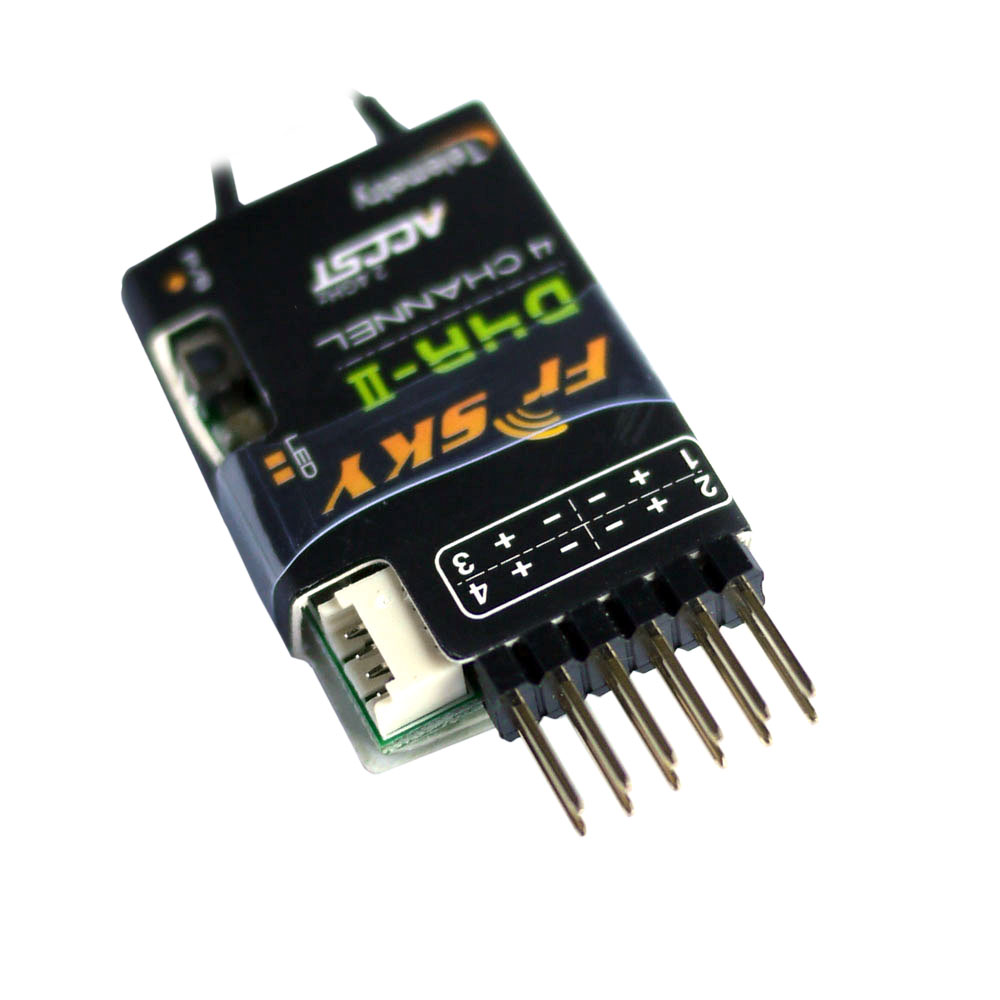 2 + - - + 4
1 + - - + 3
FrSKY
LED
D4R-II
4 CHANNEL
ACCST
2.4GHz
Telemetry
F/S